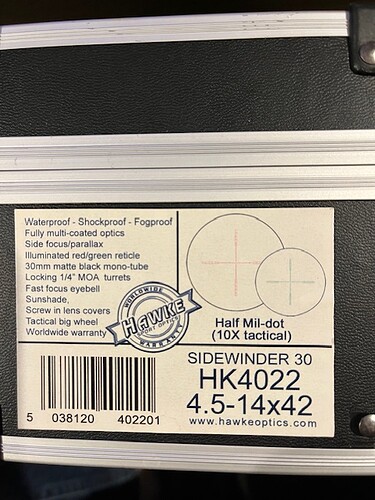 Waterproof - Shockproof - Fogproof
Fully multi-coated optics
Side focus/parallax
Illuminated red/green reticle
30mm matte black mono-tube
Locking 1/4" MOA turrets
Fast focus eyebell
Sunshade,
Screw in lens covers
Tactical big wheel
Worldwide warranty
WORLDWIDE
HAWKE
SPORT OPTICS
WARRANTY
Half Mil-dot
(10X tactical)
SIDEWINDER 30
HK4022
4.5-14x42
www.hawkeoptics.com
5 038120 402201